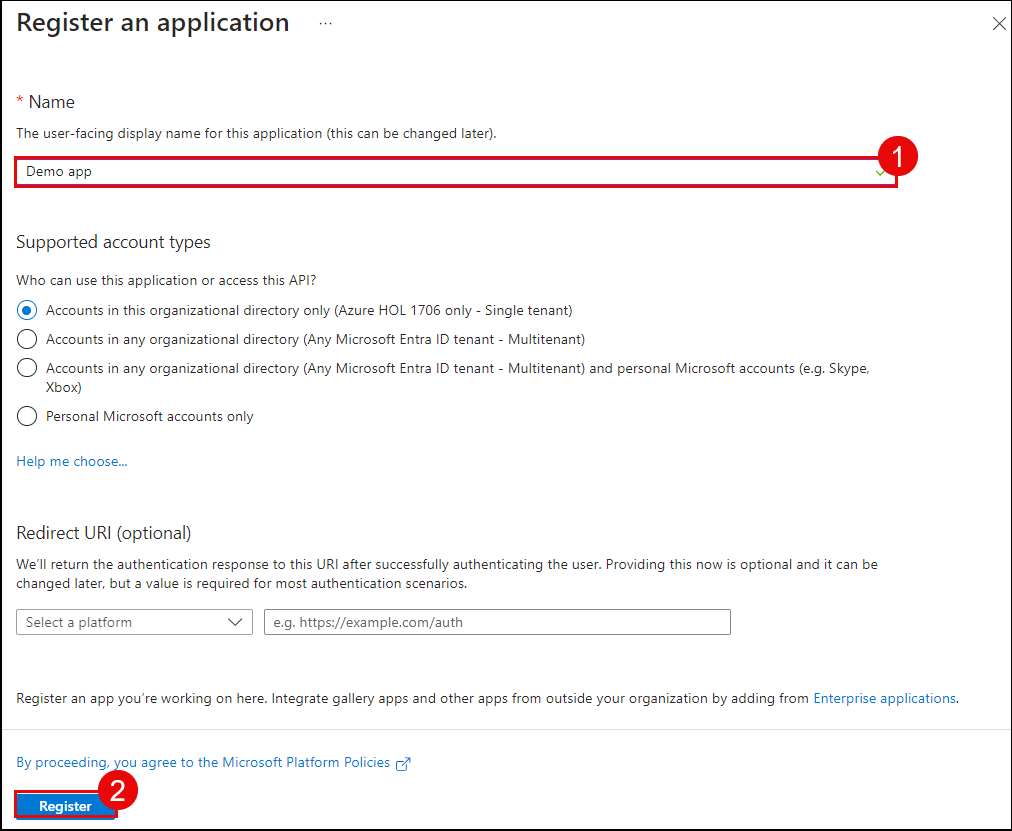 Register an application ...
* Name
The user-facing display name for this application (this can be changed later).
Demo app
1
Supported account types
Who can use this application or access this API?
Accounts in this organizational directory only (Azure HOL 1706 only - Single tenant)
Accounts in any organizational directory (Any Microsoft Entra ID tenant - Multitenant)
Accounts in any organizational directory (Any Microsoft Entra ID tenant - Multitenant) and personal Microsoft accounts (e.g. Skype,
Xbox)
Personal Microsoft accounts only
Help me choose...
Redirect URI (optional)
We'll return the authentication response to this URI after successfully authenticating the user. Providing this now is optional and it can be
changed later, but a value is required for most authentication scenarios.
Select a platform
e.g. https://example.com/auth
Register an app you're working on here. Integrate gallery apps and other apps from outside your organization by adding from Enterprise applications.
By proceeding, you agree to the Microsoft Platform Policies
2
Register